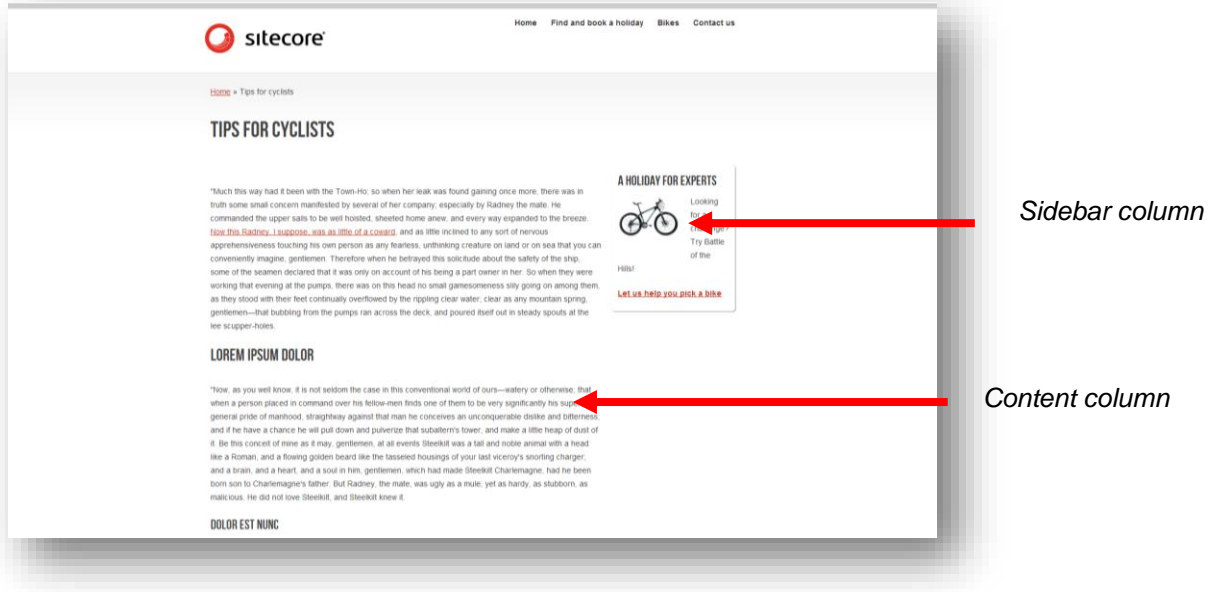 sitecore
Home Find and book a holiday Bikes Contact us
Home » Tips for cyclists
TIPS FOR CYCLISTS
"Much this way had it been with the Town-Ho; so when her leak was found gaining once more, there was in
truth some small concern manifested by several of her company; especially by Radney the mate. He
commanded the upper sails to be well hoisted, sheeted home anew, and every way expanded to the breeze.
Now this Radney, I suppose, was as little of a coward, and as little inclined to any sort of nervous
apprehensiveness touching his own person as any fearless, unthinking creature on land or on sea that you can
conveniently imagine, gentlemen. Therefore when he betrayed this solicitude about the safety of the ship,
some of the seamen declared that it was only on account of his being a part owner in her. So when they were
working that evening at the pumps, there was on this head no small gamesomeness slily going on among them,
as they stood with their feet continually overflowed by the rippling clear water; clear as any mountain spring,
gentlemen—that bubbling from the pumps ran across the deck, and poured itself out in steady spouts at the
lee scupper-holes.
A HOLIDAY FOR EXPERTS
Looking
for a
Try Battle
of the
Hills!
Let us help you pick a bike
Sidebar column
LOREM IPSUM DOLOR
"Now, as you well know, it is not seldom the case in this conventional world of ours—watery or otherwise; that
when a person placed in command over his fellow-men finds one of them to be very significantly his
general pride of manhood, straightway against that man he conceives an unconquerable dislike and bitterness;
and if he have a chance he will pull down and pulverize that subaltern's tower, and make a little heap of dust of
it. Be this conceit of mine as it may, gentlemen, at all events Steelkilt was a tall and noble animal with a head
like a Roman, and a flowing golden beard like the tasseled housings of your last viceroy's snorting charger;
and a brain, and a heart, and a soul in him, gentlemen, which had made Steelkilt Charlemagne, had he been
born son to Charlemagne's father. But Radney, the mate, was ugly as a mule; yet as hardy, as stubborn, as
malicious. He did not love Steelkilt, and Steelkilt knew it.
Content column
DOLOR EST NUNC